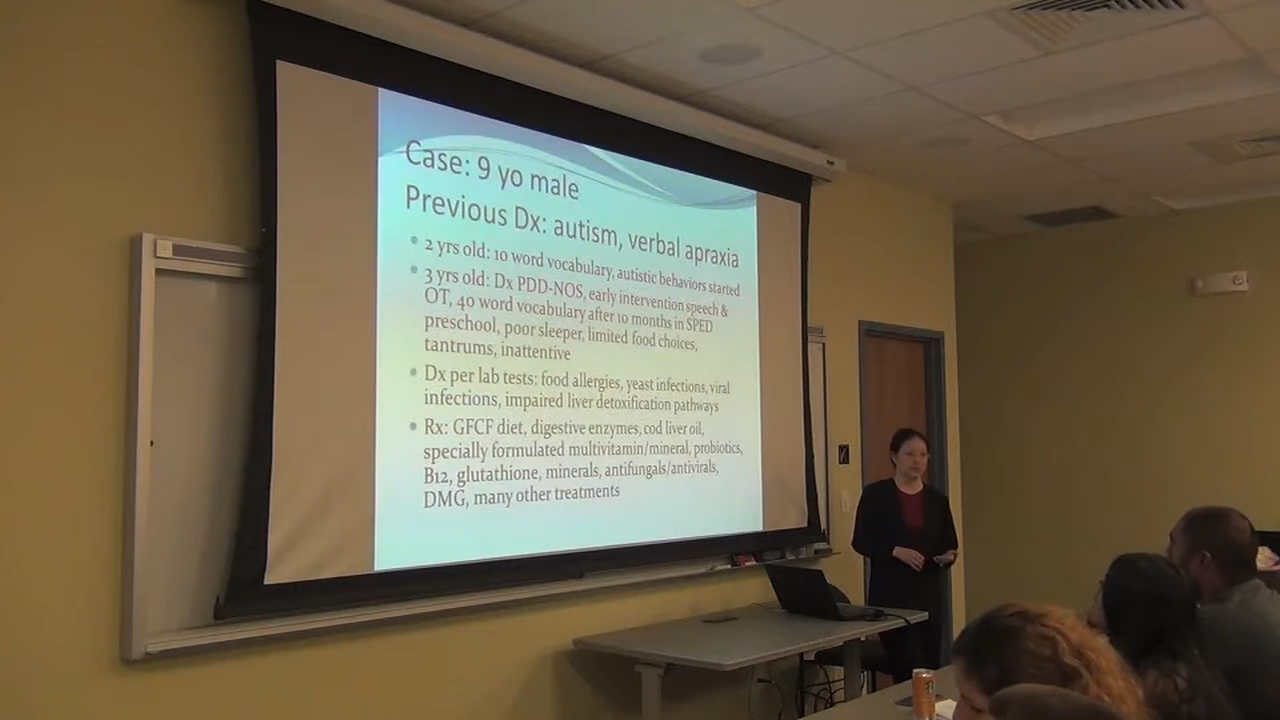 Case: 9 yo male
Previous Dx: autism, verbal apraxia
• 2 yrs old: 10 word vocabulary, autistic behaviors started
• 3 yrs old: Dx PDD-NOS, early intervention speech &
OT, 40 word vocabulary after 10 months in SPED
preschool, poor sleeper, limited food choices,
tantrums, inattentive
• Dx per lab tests: food allergies, yeast infections, viral
infections, impaired liver detoxification pathways
• Rx: GFCF diet, digestive enzymes, cod liver oil,
specially formulated multivitamin/mineral, probiotics,
B12, glutathione, minerals, antifungals/antivirals,
DMG, many other treatments